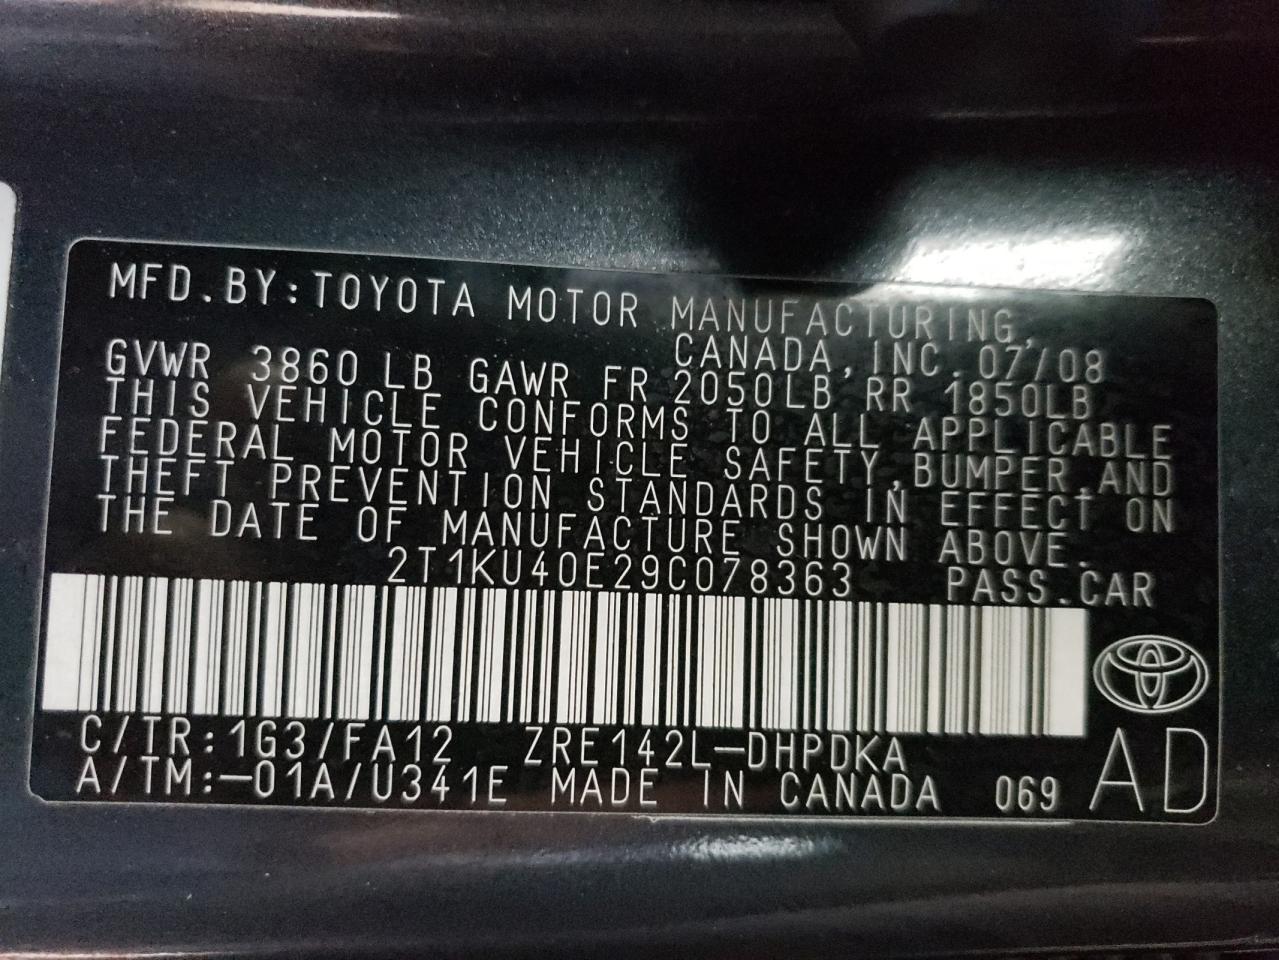 MFD.BY:TOYOTA MOTOR MANUFACTURING,
CANADA,INC.07/08
GVWR 3860 LB GAWR FR 2050LB RR 1850LB
THIS VEHICLE CONFORMS TO ALL APPLICABLE
FEDERAL MOTOR VEHICLE SAFETY,BUMPER,AND
THEFT PREVENTION STANDARDS IN EFFECT ON
THE DATE OF MANUFACTURE SHOWN ABOVE.
2T1KU40E29C078363 PASS.CAR
C/TR:1G3/FA12 ZRE142L-DHPDKA
A/TM:-01A/U341E MADE IN CANADA 069 AD